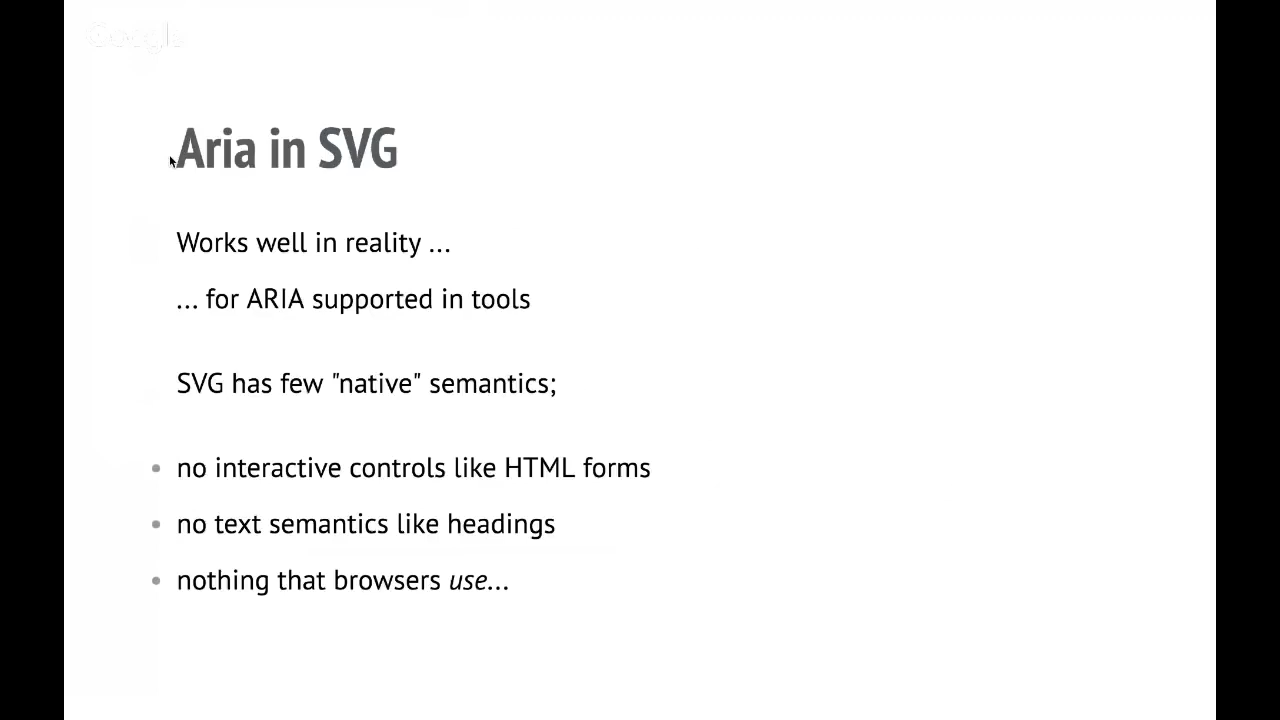 Google
Aria in SVG
Works well in reality ...
... for ARIA supported in tools
SVG has few "native" semantics;
no interactive controls like HTML forms
no text semantics like headings
nothing that browsers use...